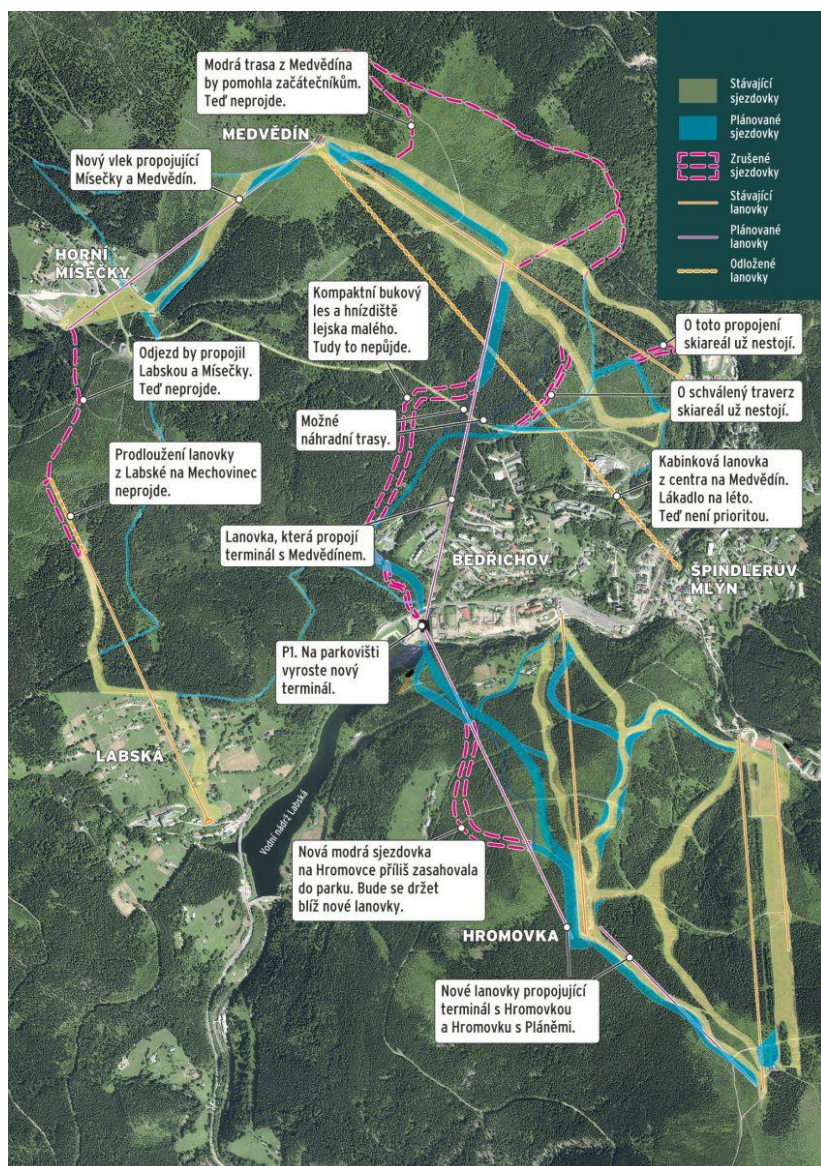 Modrá trasa z Medvědína
by pomohla začátečníkům.
Teď neprojde.
MEDVĚDÍN
Nový vlek propojující
Mísečky a Medvědín.
HORNÍ
MÍSEČKY
Kompaktní bukový
les a hnízdiště
lejska malého.
Tudy to nepůjde.
Odjezd by propojil
Labskou a Mísečky.
Teď neprojde.
Možné
náhradní trasy.
O toto propojení
skiareál už nestojí.
O schválený traverz
skiareál už nestojí.
Prodloužení lanovky
z Labské na Mechovinec
neprojde.
Kabinková lanovka
z centra na Medvědín.
Lákadlo na léto.
Teď není prioritou.
Lanovka, která propojí
terminál s Medvědínem.
BEDŘICHOV
ŠPINDLERŮV
MLÝN
P1. Na parkovišti
vyroste nový
terminál.
LABSKÁ
Vodní nádrž Labská
Nová modrá sjezdovka
na Hromovce příliš zasahovala
do parku. Bude se držet
blíž nové lanovky.
HROMOVKA
Nové lanovky propojující
terminál s Hromovkou
a Hromovku s Pláněmi.
Stávající
sjezdovky
Plánované
sjezdovky
Zrušené
sjezdovky
Stávající
lanovky
Plánované
lanovky
Odložené
lanovky